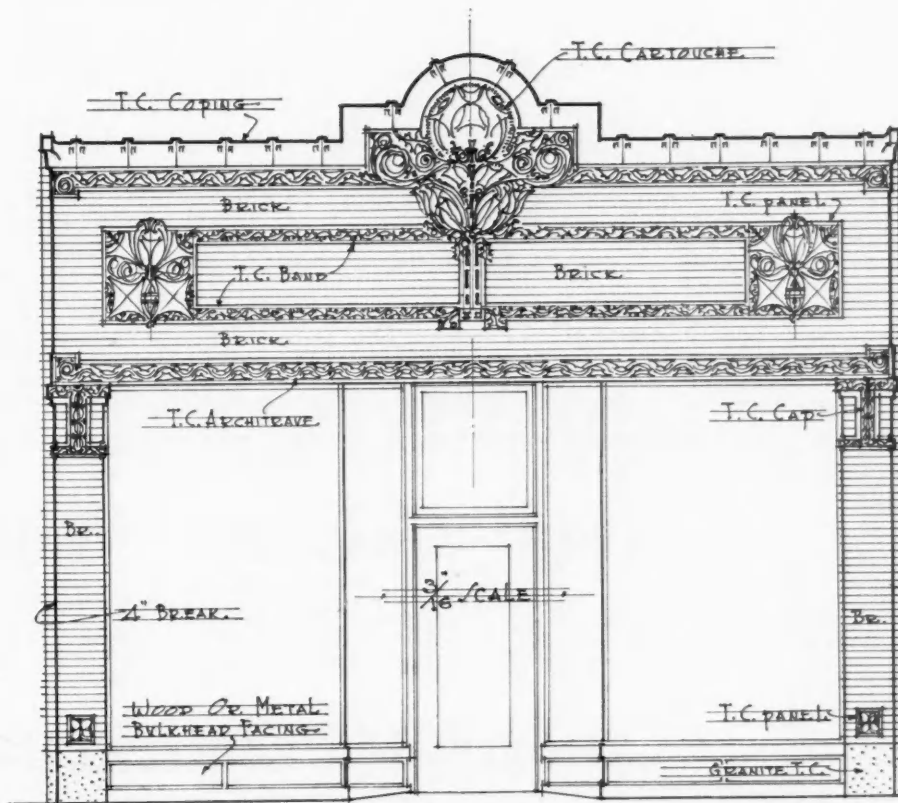 T.C. CARTOUCHE
T.C. COPING
BRICK
T.C. PANEL
T.C. BAND
BRICK
BRICK
T.C. ARCHITRAVE
T.C. CAP
BR.
3/16" SCALE
4" BREAK.
BR.
WOOD OR METAL
BULKHEAD FACING
T.C. PANEL
GRANITE T.C.